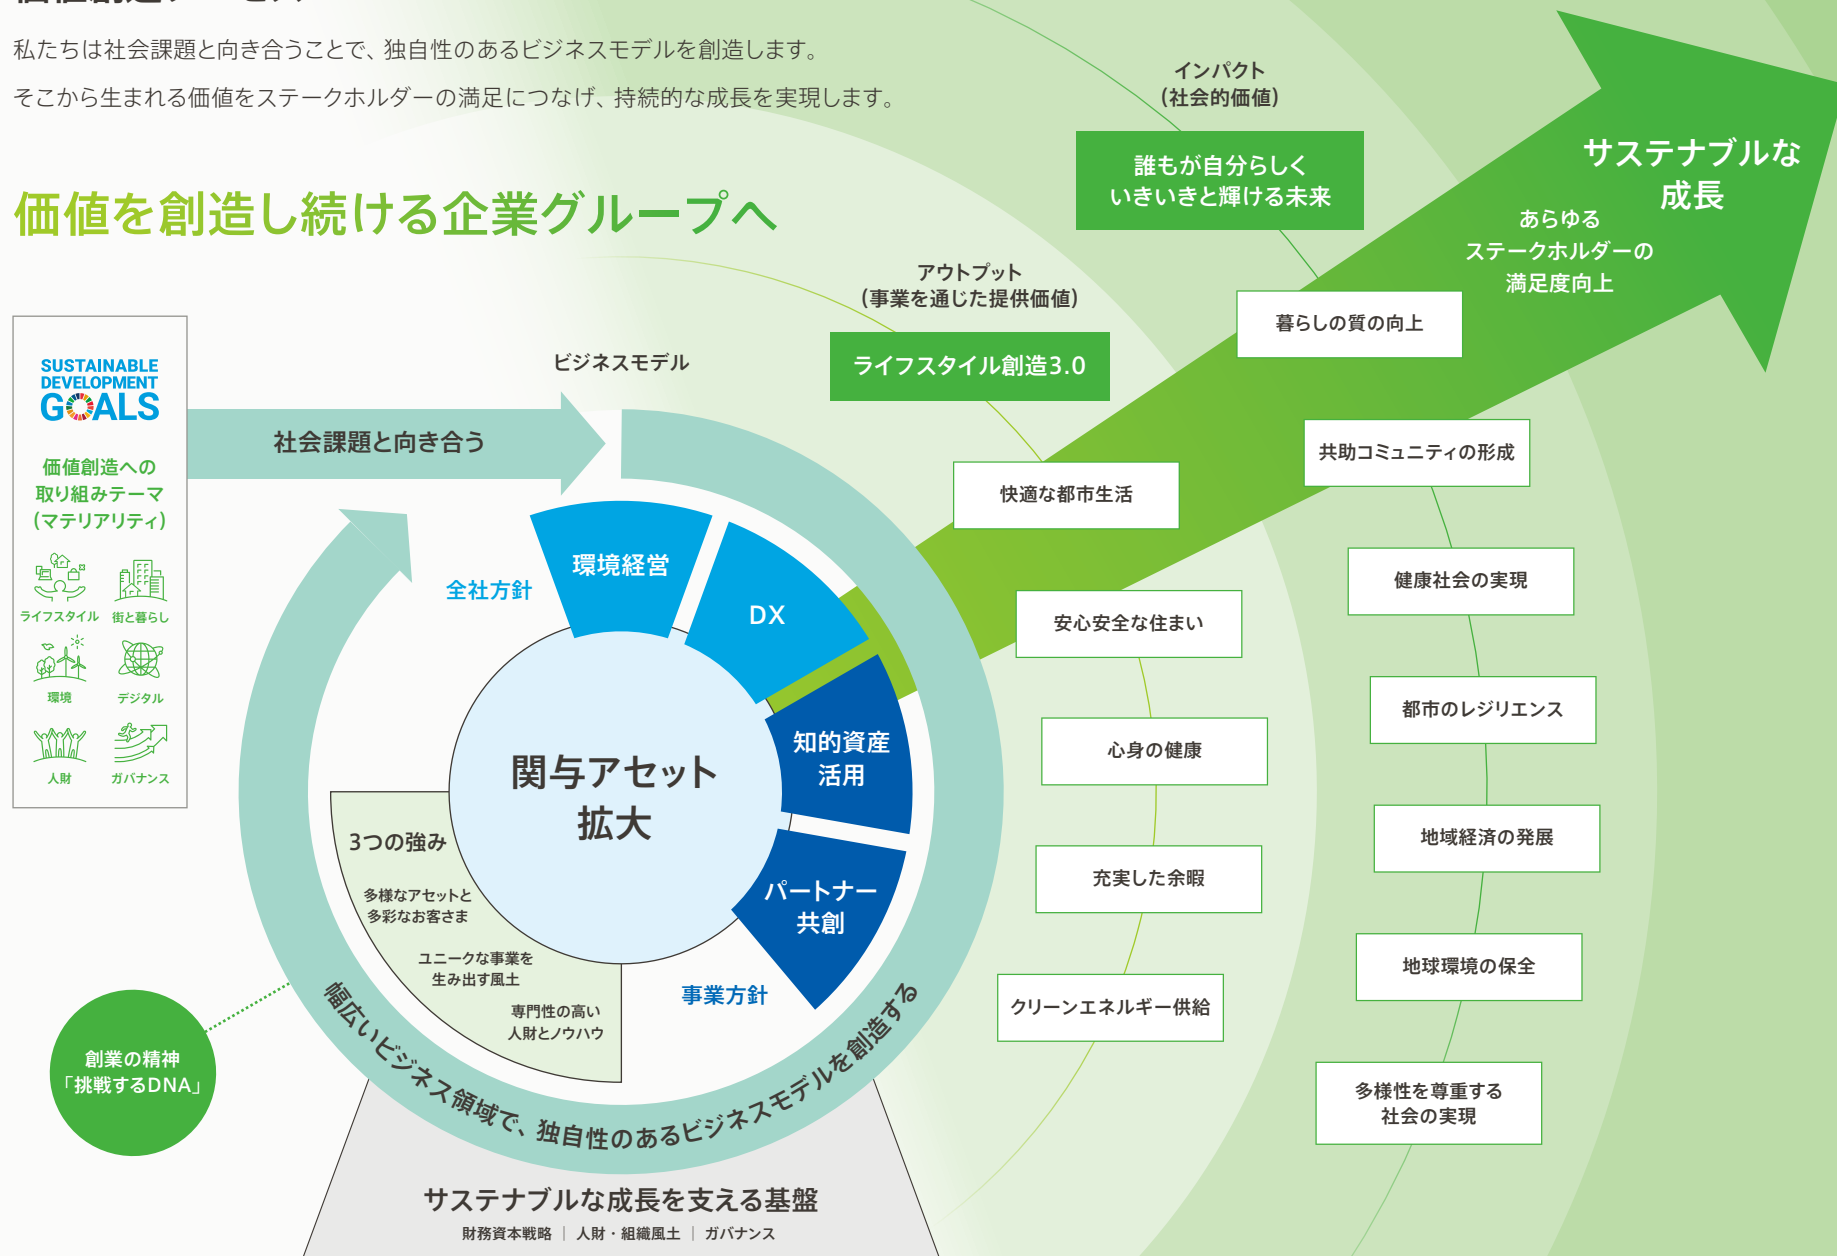 私たちは社会課題と向き合うことで、独自性のあるビジネスモデルを創造します。
そこから生まれる価値をステークホルダーの満足につなげ、持続的な成長を実現します。
価値を創造し続ける企業グループへ
SUSTAINABLE
DEVELOPMENT
GOALS
価値創造への
取り組みテーマ
(マテリアリティ)
ライフスタイル
街と暮らし
環境
デジタル
人財
ガバナンス
社会課題と向き合う
ビジネスモデル
全社方針
環境経営
DX
知的資産
活用
パートナー
共創
事業方針
関与アセット
拡大
3つの強み
多様なアセットと
多彩なお客さま
ユニークな事業を
生み出す風土
専門性の高い
人財とノウハウ
幅広いビジネス領域で、独自性のあるビジネスモデルを創造する
創業の精神
「挑戦するDNA」
サステナブルな成長を支える基盤
財務資本戦略｜人財・組織風土｜ガバナンス
アウトプット
(事業を通じた提供価値)
ライフスタイル創造3.0
快適な都市生活
安心安全な住まい
心身の健康
充実した余暇
クリーンエネルギー供給
インパクト
(社会的価値)
誰もが自分らしく
いきいきと輝ける未来
暮らしの質の向上
共助コミュニティの形成
健康社会の実現
都市のレジリエンス
地域経済の発展
地球環境の保全
多様性を尊重する
社会の実現
あらゆる
ステークホルダーの
満足度向上
サステナブルな
成長